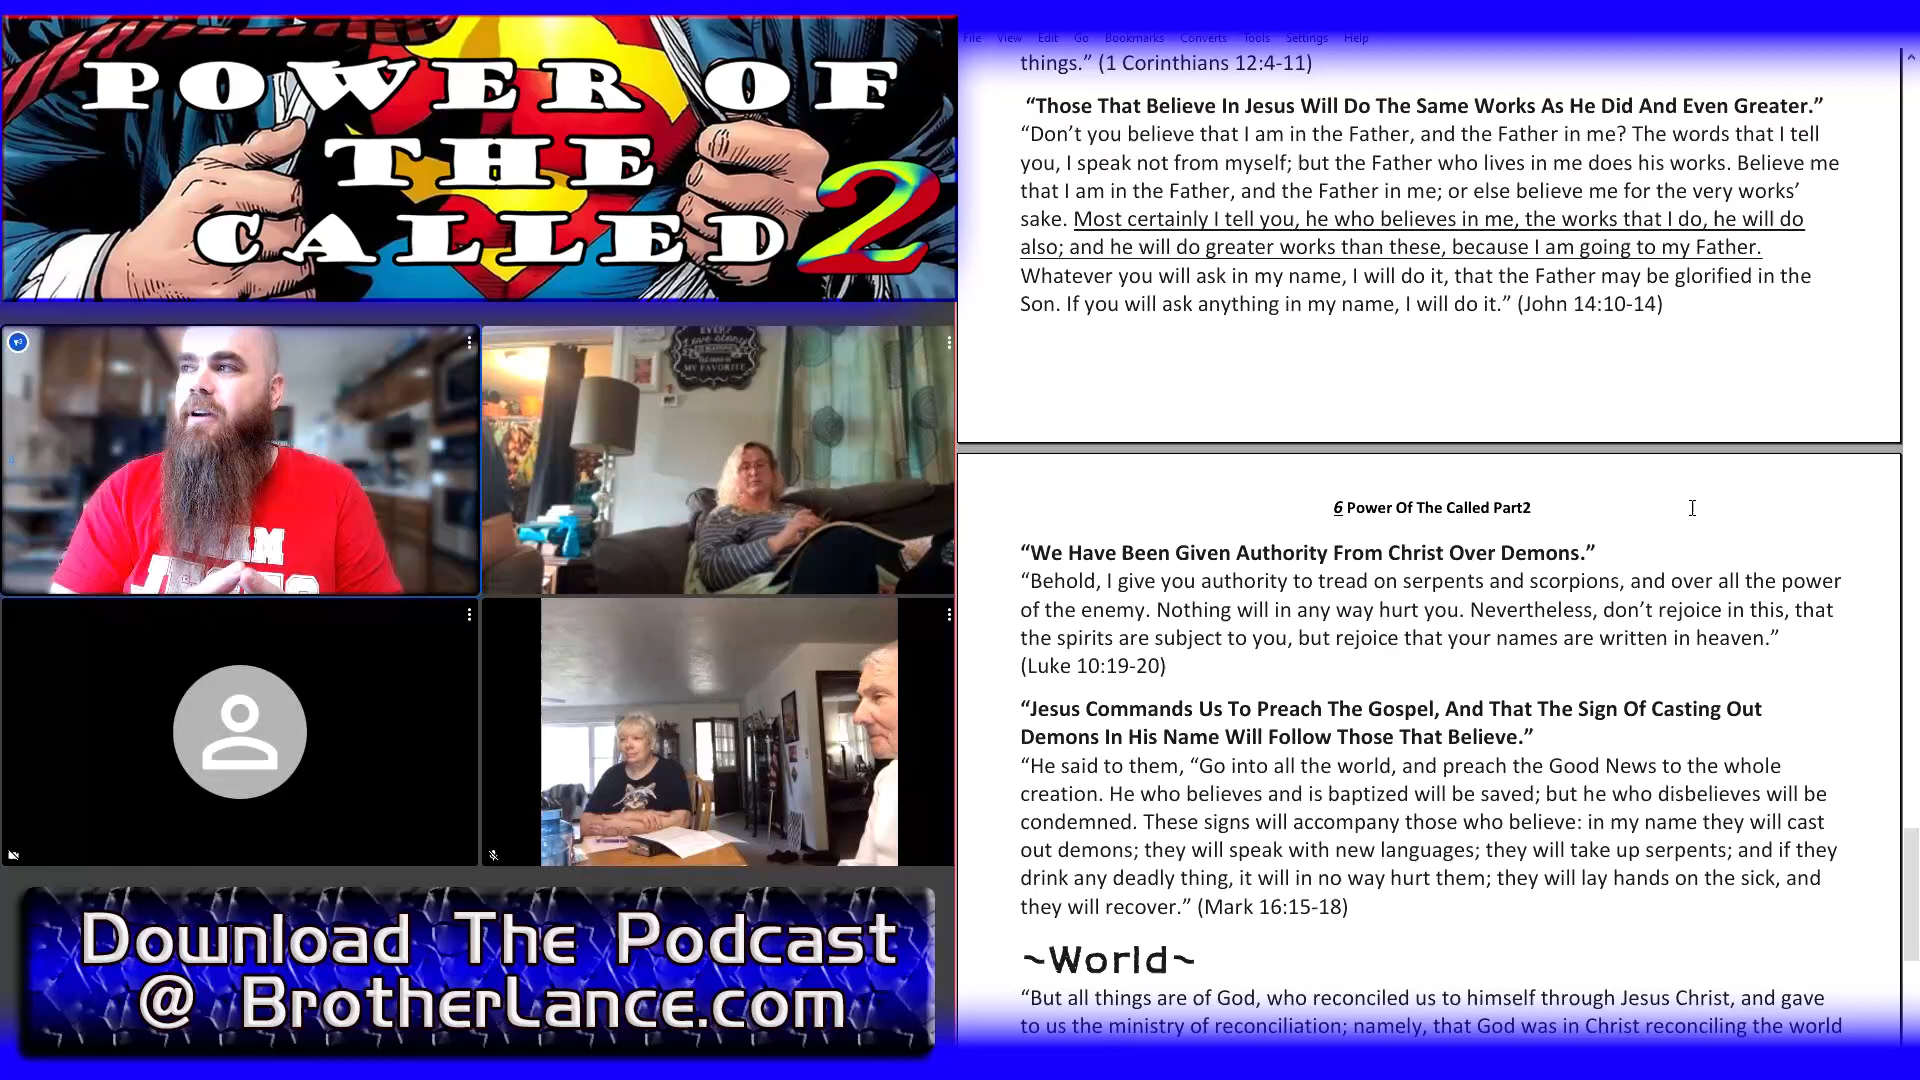 POWER OF
THE
CALLED 2
EVERY
Love story
MY FAVORITE
Download The Podcast
@ BrotherLance.com
File View Edit Go Bookmarks Converts Tools Settings Help
things.” (1 Corinthians 12:4-11)
“Those That Believe In Jesus Will Do The Same Works As He Did And Even Greater.”
“Don’t you believe that I am in the Father, and the Father in me? The words that I tell
you, I speak not from myself; but the Father who lives in me does his works. Believe me
that I am in the Father, and the Father in me; or else believe me for the very works’
sake. Most certainly I tell you, he who believes in me, the works that I do, he will do
also; and he will do greater works than these, because I am going to my Father.
Whatever you will ask in my name, I will do it, that the Father may be glorified in the
Son. If you will ask anything in my name, I will do it.” (John 14:10-14)
6 Power Of The Called Part2
“We Have Been Given Authority From Christ Over Demons.”
“Behold, I give you authority to tread on serpents and scorpions, and over all the power
of the enemy. Nothing will in any way hurt you. Nevertheless, don’t rejoice in this, that
the spirits are subject to you, but rejoice that your names are written in heaven.”
(Luke 10:19-20)
“Jesus Commands Us To Preach The Gospel, And That The Sign Of Casting Out
Demons In His Name Will Follow Those That Believe.”
“He said to them, “Go into all the world, and preach the Good News to the whole
creation. He who believes and is baptized will be saved; but he who disbelieves will be
condemned. These signs will accompany those who believe: in my name they will cast
out demons; they will speak with new languages; they will take up serpents; and if they
drink any deadly thing, it will in no way hurt them; they will lay hands on the sick, and
they will recover.” (Mark 16:15-18)
~World~
“But all things are of God, who reconciled us to himself through Jesus Christ, and gave
to us the ministry of reconciliation; namely, that God was in Christ reconciling the world